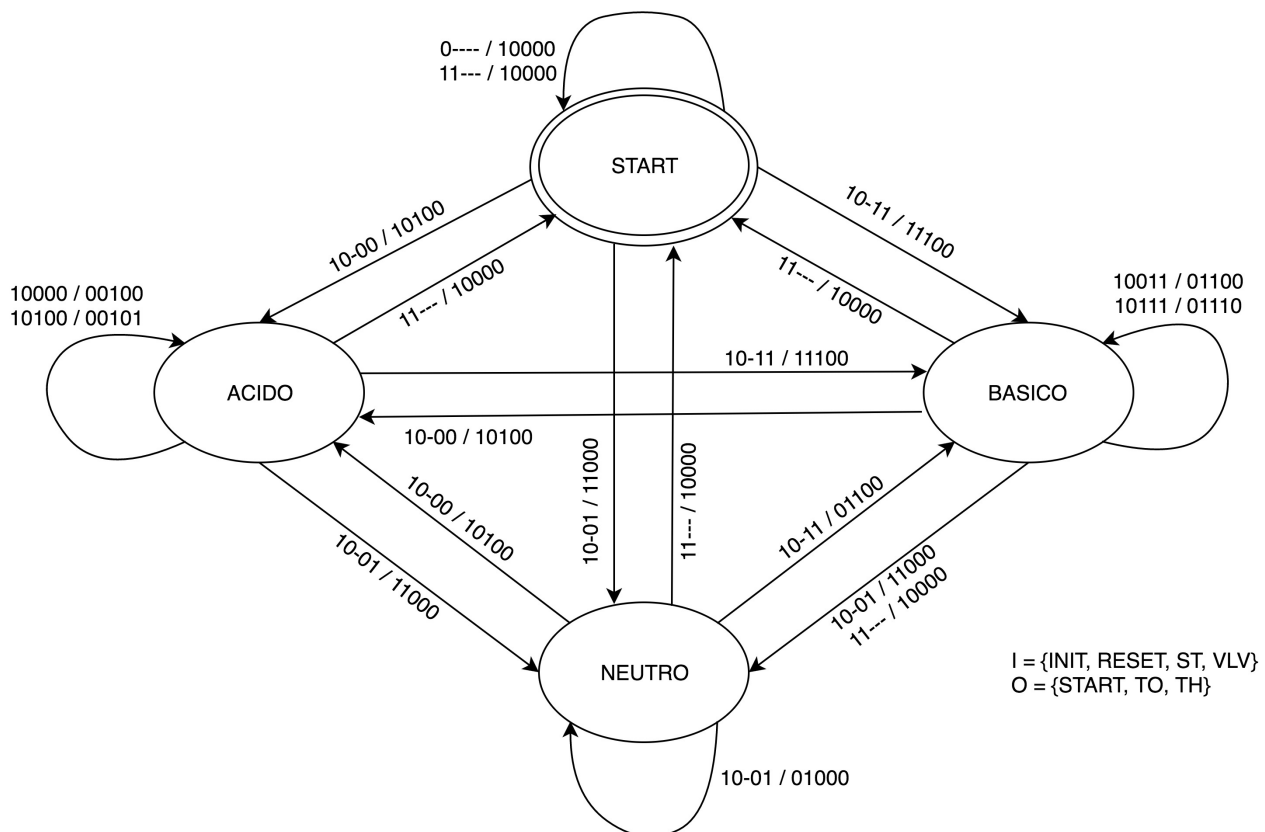 0---- / 10000
11--- / 10000
START
10-00 / 10100
10-11 / 11100
11--- / 10000
11--- / 10000
10000 / 00100
10100 / 00101
10011 / 01100
10111 / 01110
10-11 / 11100
ACIDO
BASICO
10-00 / 10100
10-00 / 10100
10-01 / 11000
11--- / 10000
10-11 / 01100
10-01 / 11000
10-01 / 11000
11--- / 10000
NEUTRO
I = {INIT, RESET, ST, VLV}
O = {START, TO, TH}
10-01 / 01000